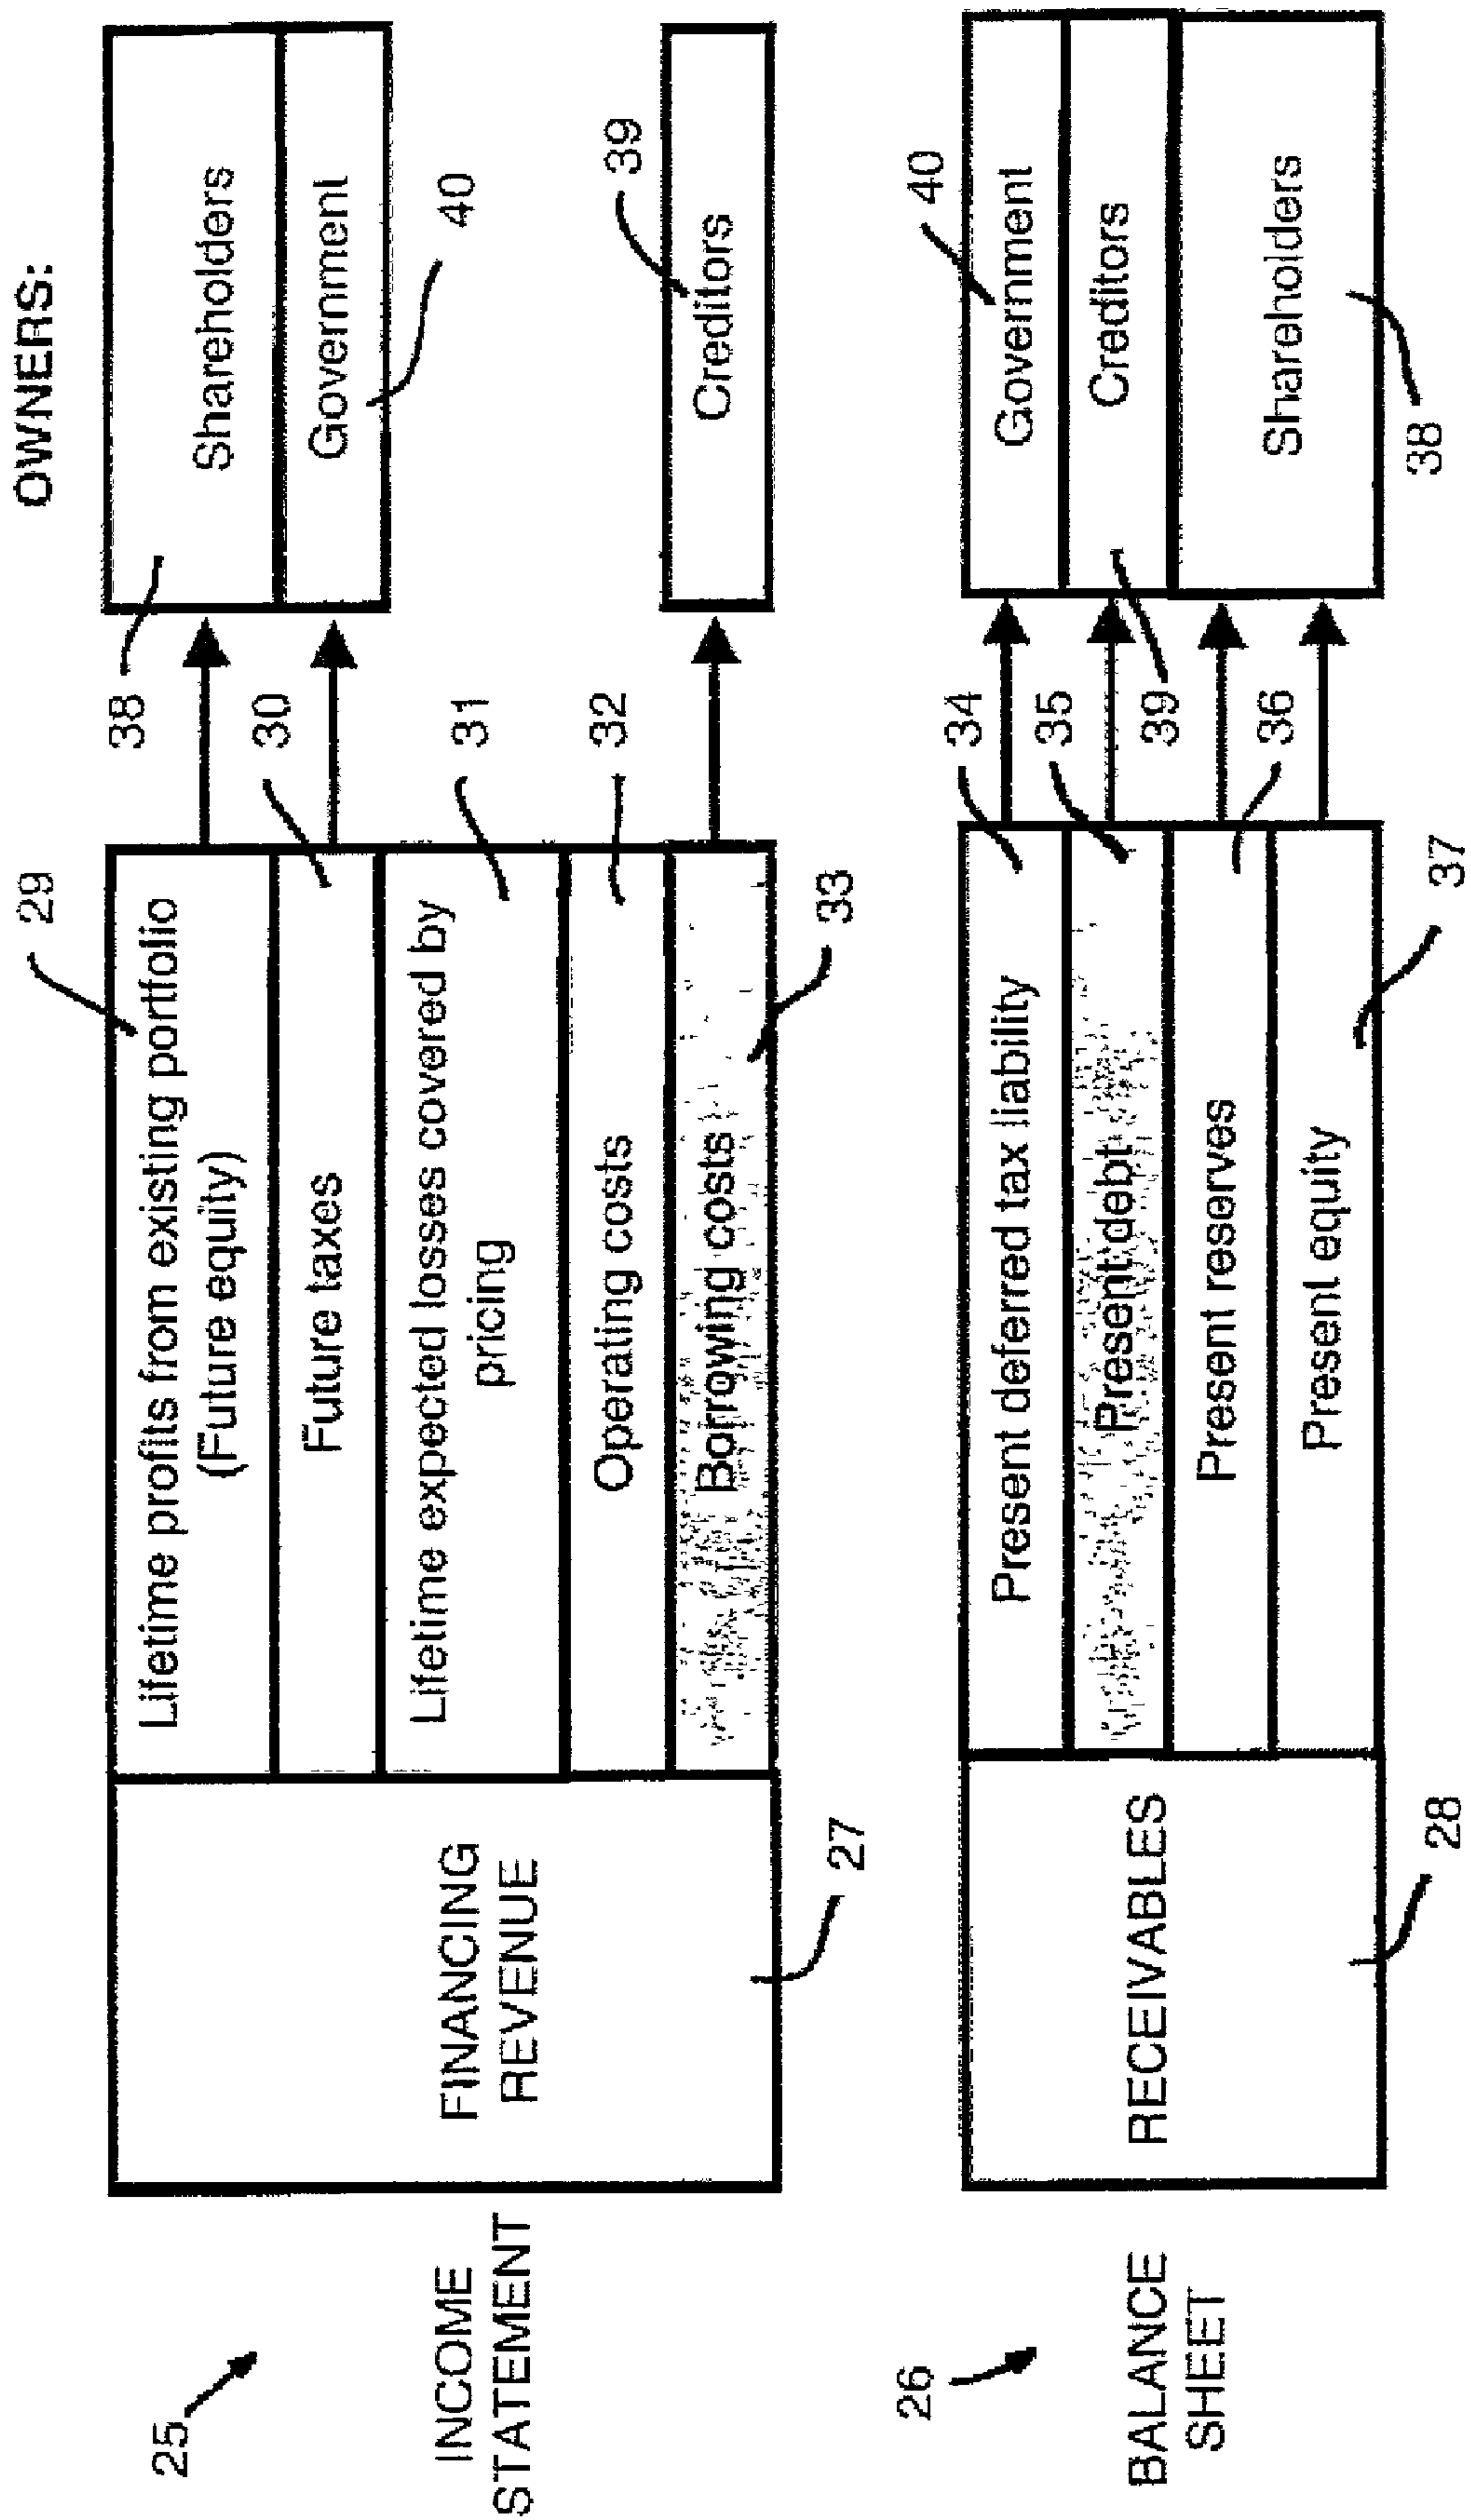 OWNERS:
25
INCOME
STATEMENT
FINANCING
REVENUE
27
29
Lifetime profits from existing portfolio
(Future equity)
Future taxes
30
Lifetime expected losses covered by
pricing
31
Operating costs
32
Borrowing costs
33
38
Shareholders
Government
40
Creditors
39
26
BALANCE
SHEET
RECEIVABLES
28
Present deferred tax liability
34
Present debt
35
Present reserves
36
Present equity
37
Government
40
Creditors
39
Shareholders
38